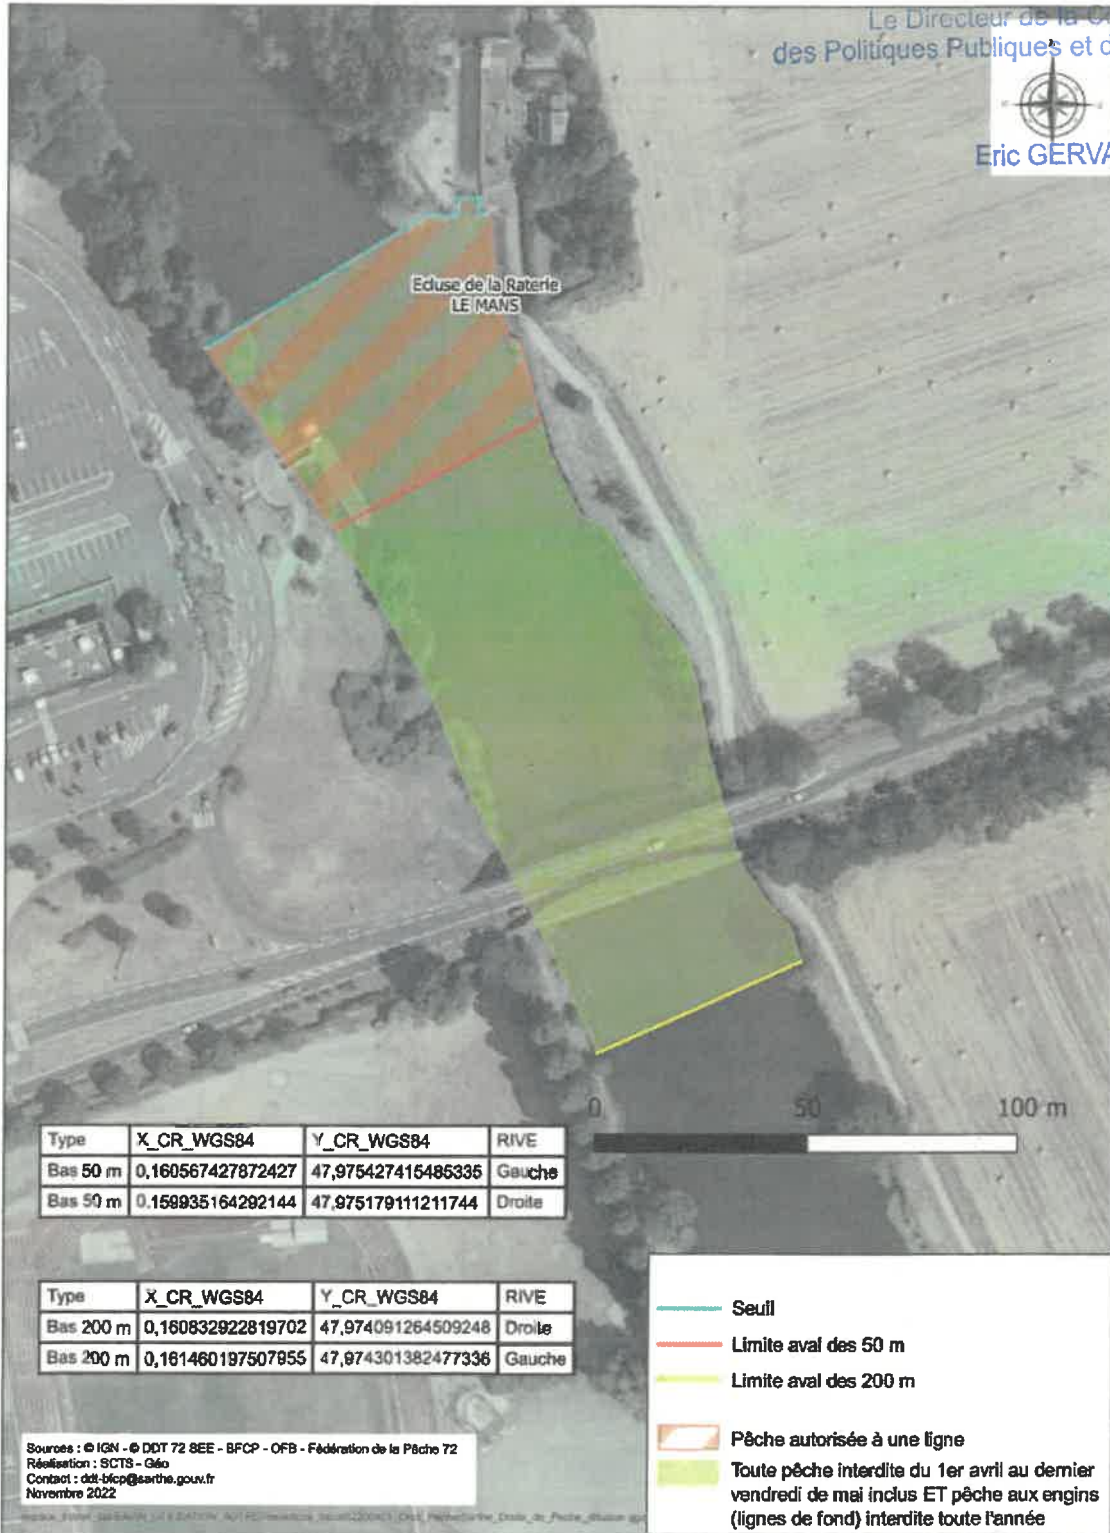 Le Directeur de la
des Politiques Publiques et
Eric GERVA
Ecluse de la Raterie
LE MANS
0 50 100 m
Type X_CR_WGS84 Y_CR_WGS84 RIVE
Bas 50 m 0,160567427872427 47,975427415485335 Gauche
Bas 50 m 0.159935164292144 47,975179111211744 Droite
Type X_CR_WGS84 Y_CR_WGS84 RIVE
Bas 200 m 0,160832922819702 47,974091264509248 Droite
Bas 200 m 0,161460197507955 47,974301382477336 Gauche
Seuil
Limite aval des 50 m
Limite aval des 200 m
Pêche autorisée à une ligne
Toute pêche interdite du 1er avril au dernier
vendredi de mai inclus ET pêche aux engins
(lignes de fond) interdite toute l'année
Sources : © IGN - © DDT 72 SEE - BFCP - OFB - Fédération de la Pêche 72
Réalisation : SCTS - Géo
Contact : ddt-bfcp@sarthe.gouv.fr
Novembre 2022